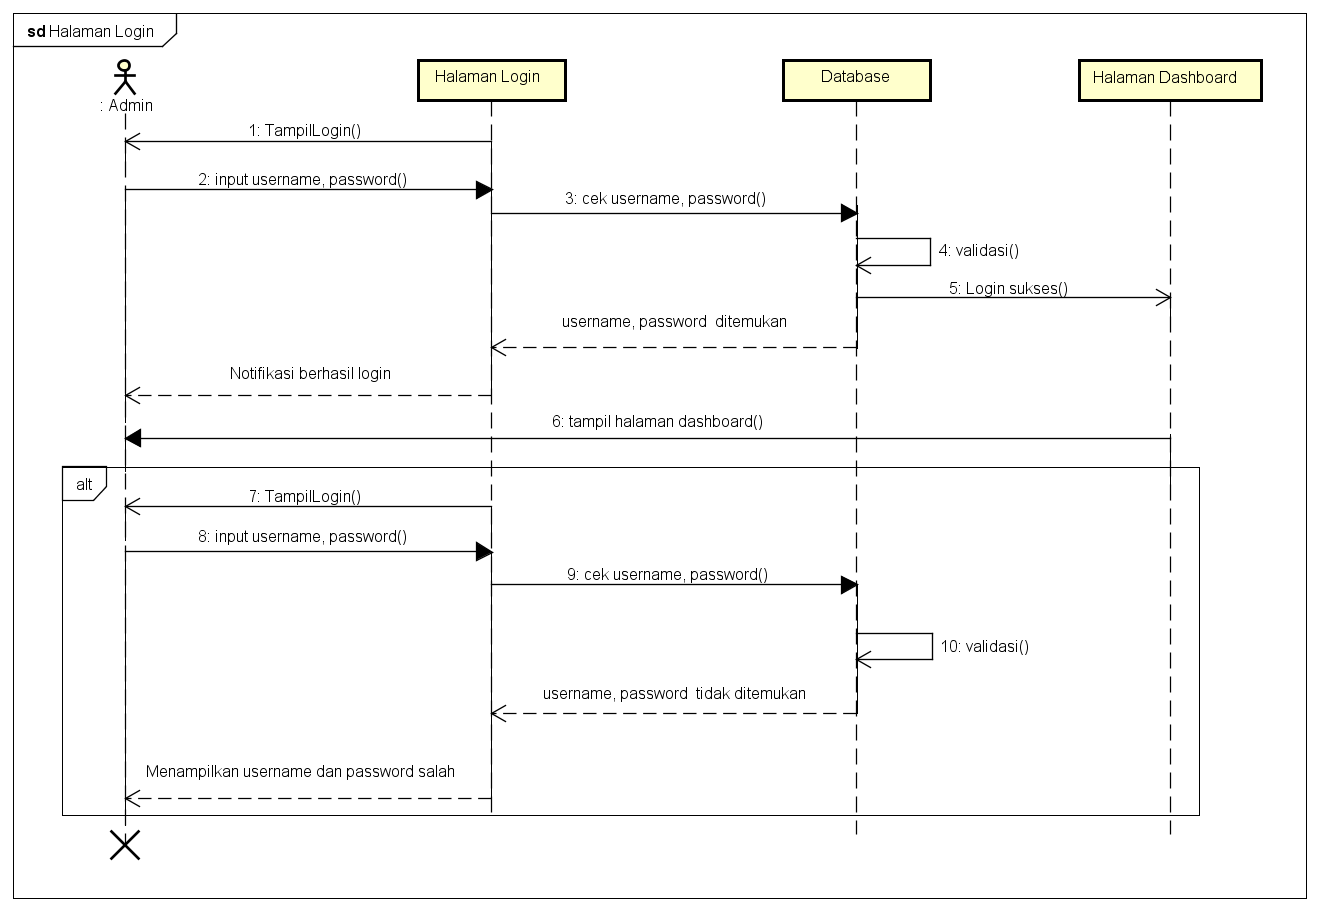 sd Halaman Login
: Admin
Halaman Login
Database
Halaman Dashboard
1: TampilLogin()
2: input username, password()
3: cek username, password()
4: validasi()
5: Login sukses()
username, password  ditemukan
Notifikasi berhasil login
6: tampil halaman dashboard()
alt
7: TampilLogin()
8: input username, password()
9: cek username, password()
10: validasi()
username, password  tidak ditemukan
Menampilkan username dan password salah